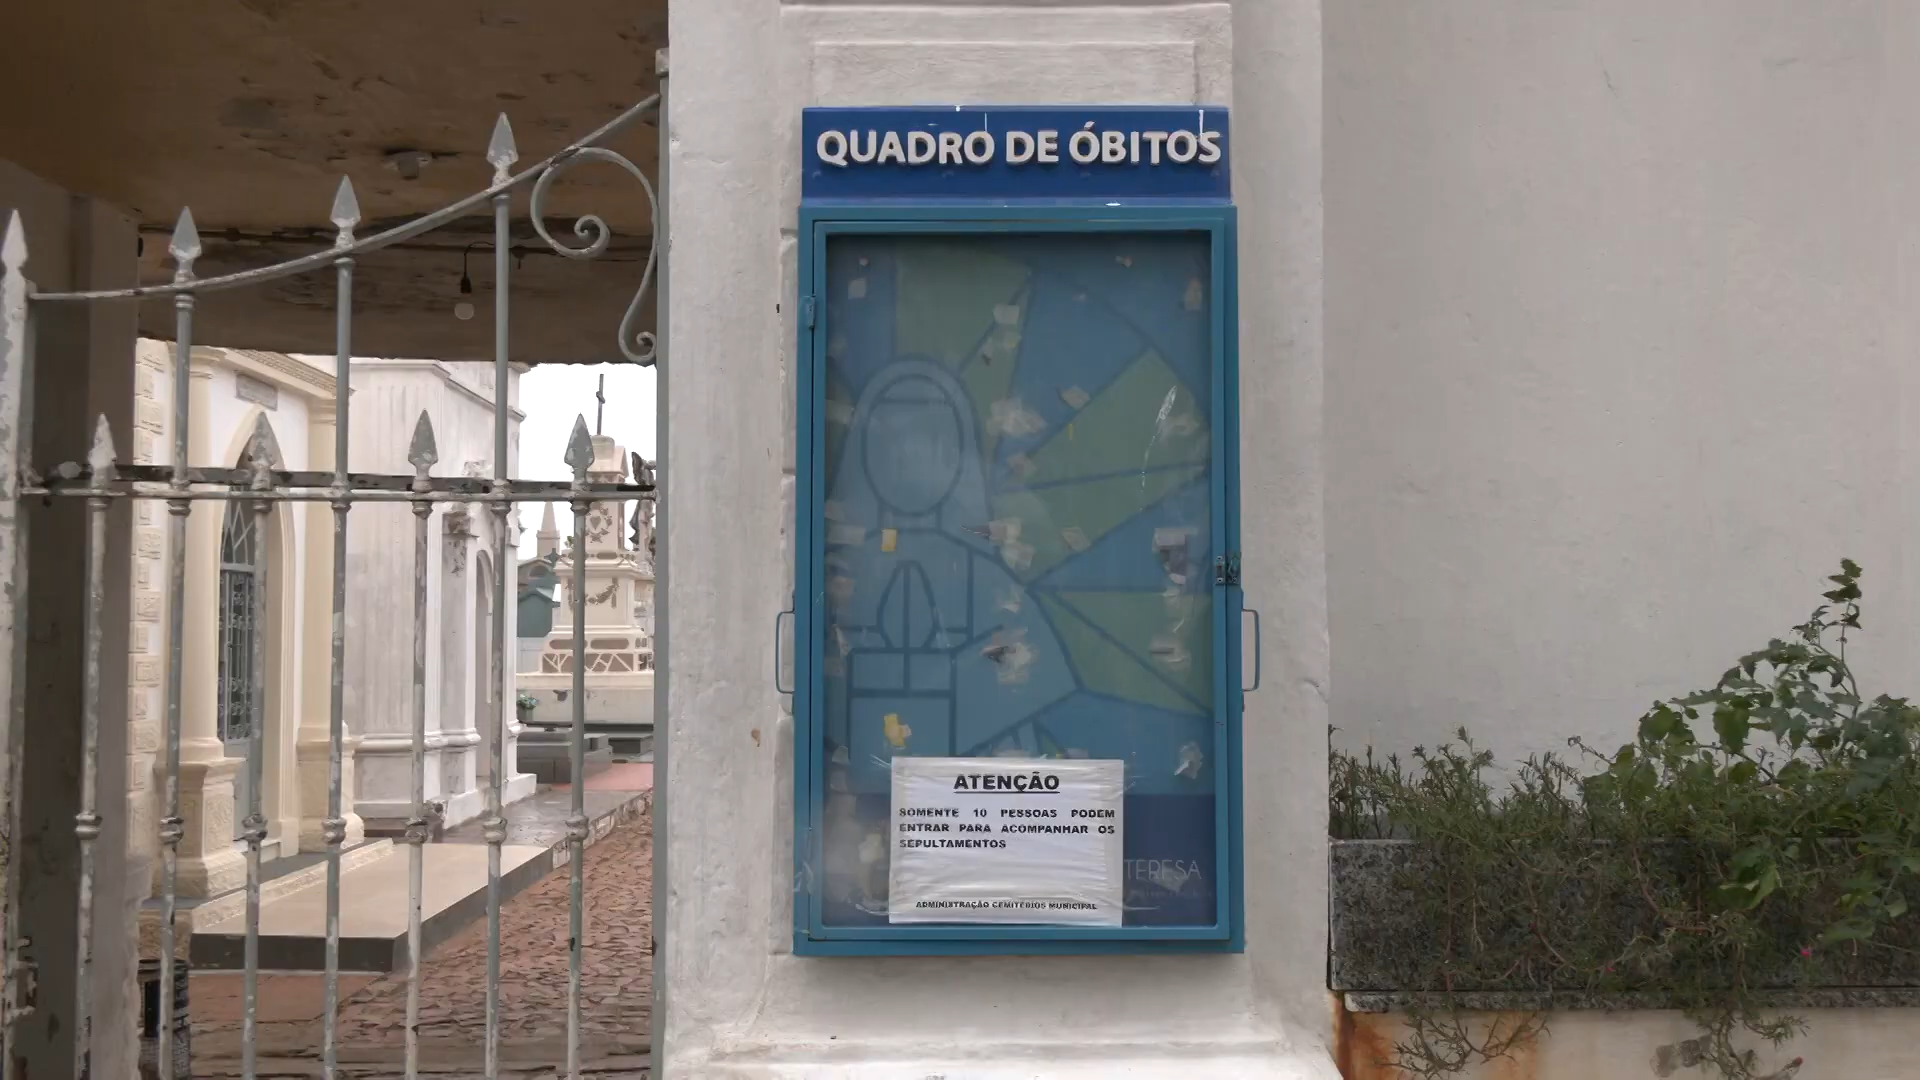 QUADRO DE ÓBITOS
ATENÇÃO
SOMENTE 10 PESSOAS PODEM
ENTRAR PARA ACOMPANHAR OS
SEPULTAMENTOS
ADMINISTRAÇÃO CEMITÉRIOS MUNICIPAL
TERESA